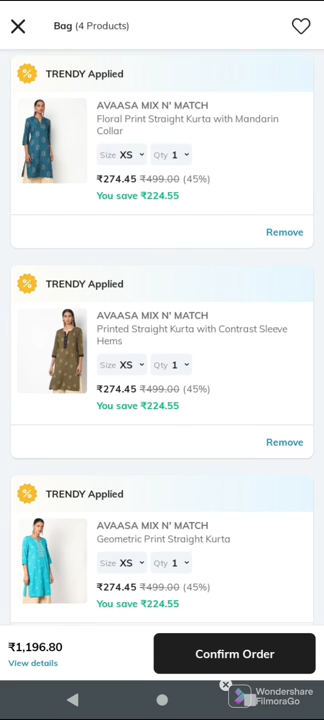 Bag (4 Products)
TRENDY Applied
AVAASA MIX N' MATCH
Floral Print Straight Kurta with Mandarin
Collar
Size XS Qty 1
₹274.45 ₹499.00 (45%)
You save ₹224.55
Remove
TRENDY Applied
AVAASA MIX N' MATCH
Printed Straight Kurta with Contrast Sleeve
Hems
Size XS Qty 1
₹274.45 ₹499.00 (45%)
You save ₹224.55
Remove
TRENDY Applied
AVAASA MIX N' MATCH
Geometric Print Straight Kurta
Size XS Qty 1
₹274.45 ₹499.00 (45%)
You save ₹224.55
₹1,196.80
View details
Confirm Order
Wondershare
FilmoraGo